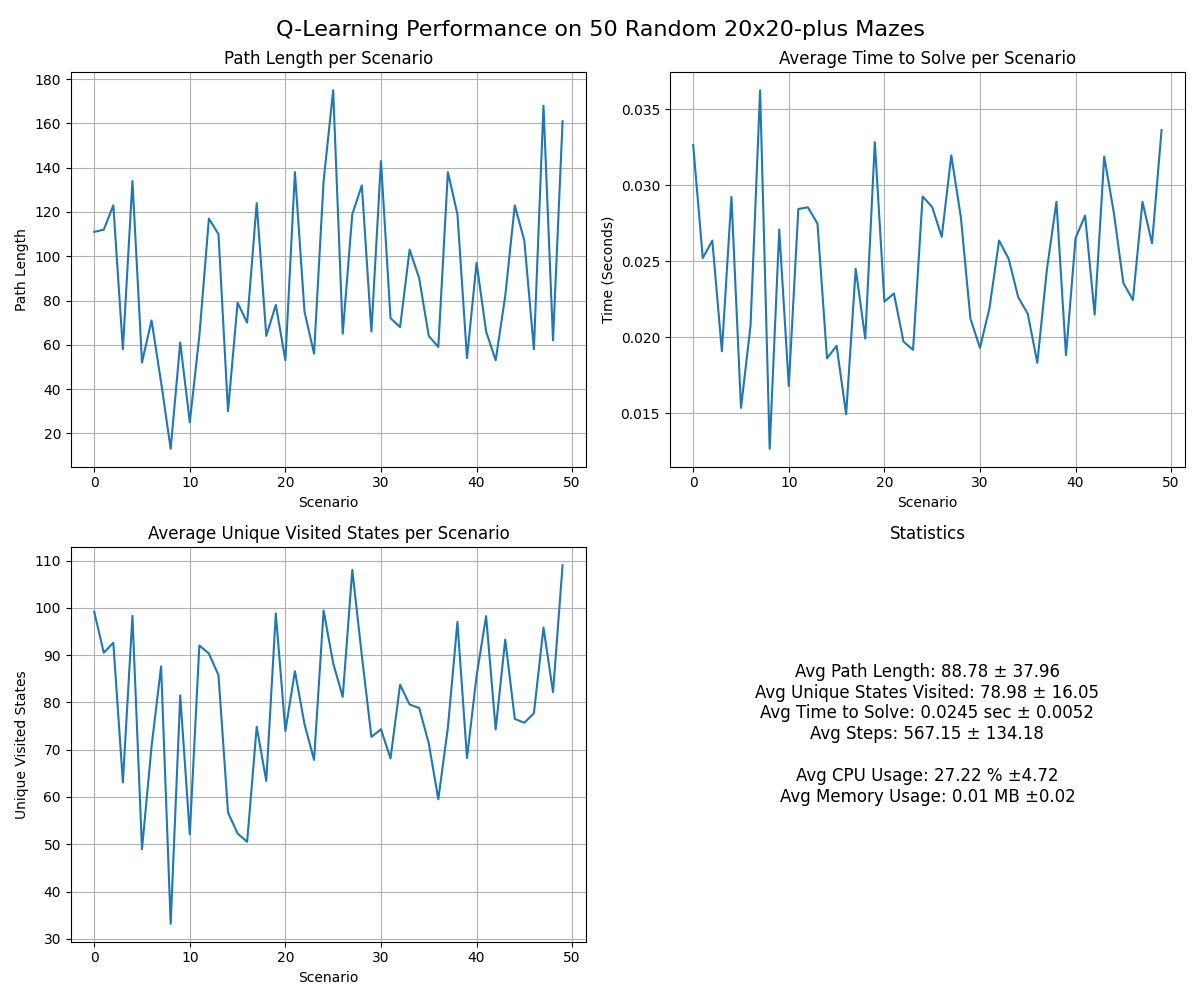 Q-Learning Performance on 50 Random 20x20-plus Mazes
Path Length per Scenario
180
160
140
120
100
80
60
40
20
Path Length
0 10 20 30 40 50
Scenario
Average Time to Solve per Scenario
0.035
0.030
0.025
0.020
0.015
Time (Seconds)
0 10 20 30 40 50
Scenario
Average Unique Visited States per Scenario
110
100
90
80
70
60
50
40
30
Unique Visited States
0 10 20 30 40 50
Scenario
Statistics
Avg Path Length: 88.78 ± 37.96
Avg Unique States Visited: 78.98 ± 16.05
Avg Time to Solve: 0.0245 sec ± 0.0052
Avg Steps: 567.15 ± 134.18
Avg CPU Usage: 27.22 % ±4.72
Avg Memory Usage: 0.01 MB ±0.02